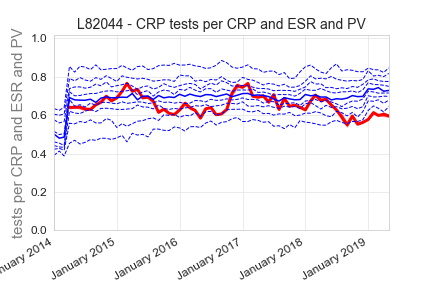 L82044 - CRP tests per CRP and ESR and PV
tests per CRP and ESR and PV
1.0
0.8
0.6
0.4
0.2
0.0
nuary 2014
January 2015
January 2016
January 2017
January 2018
January 2019